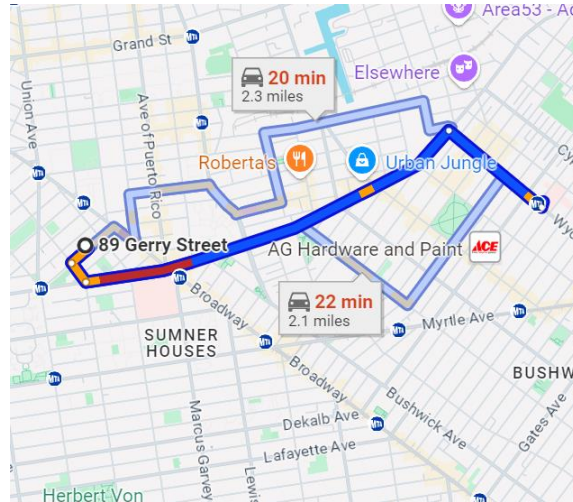 Area53 - Ad
Grand St
Union Ave
Ave of Puerto Rico
20 min
2.3 miles
Elsewhere
Roberta's
Urban Jungle
89 Gerry Street
AG Hardware and Paint
ACE
22 min
2.1 miles
SUMNER
HOUSES
Broadway
Myrtle Ave
BUSHW
Broadway
Bushwick Ave
Gates Ave
Dekalb Ave
Lafayette Ave
Marcus Garvey
Lewis
Herbert Von